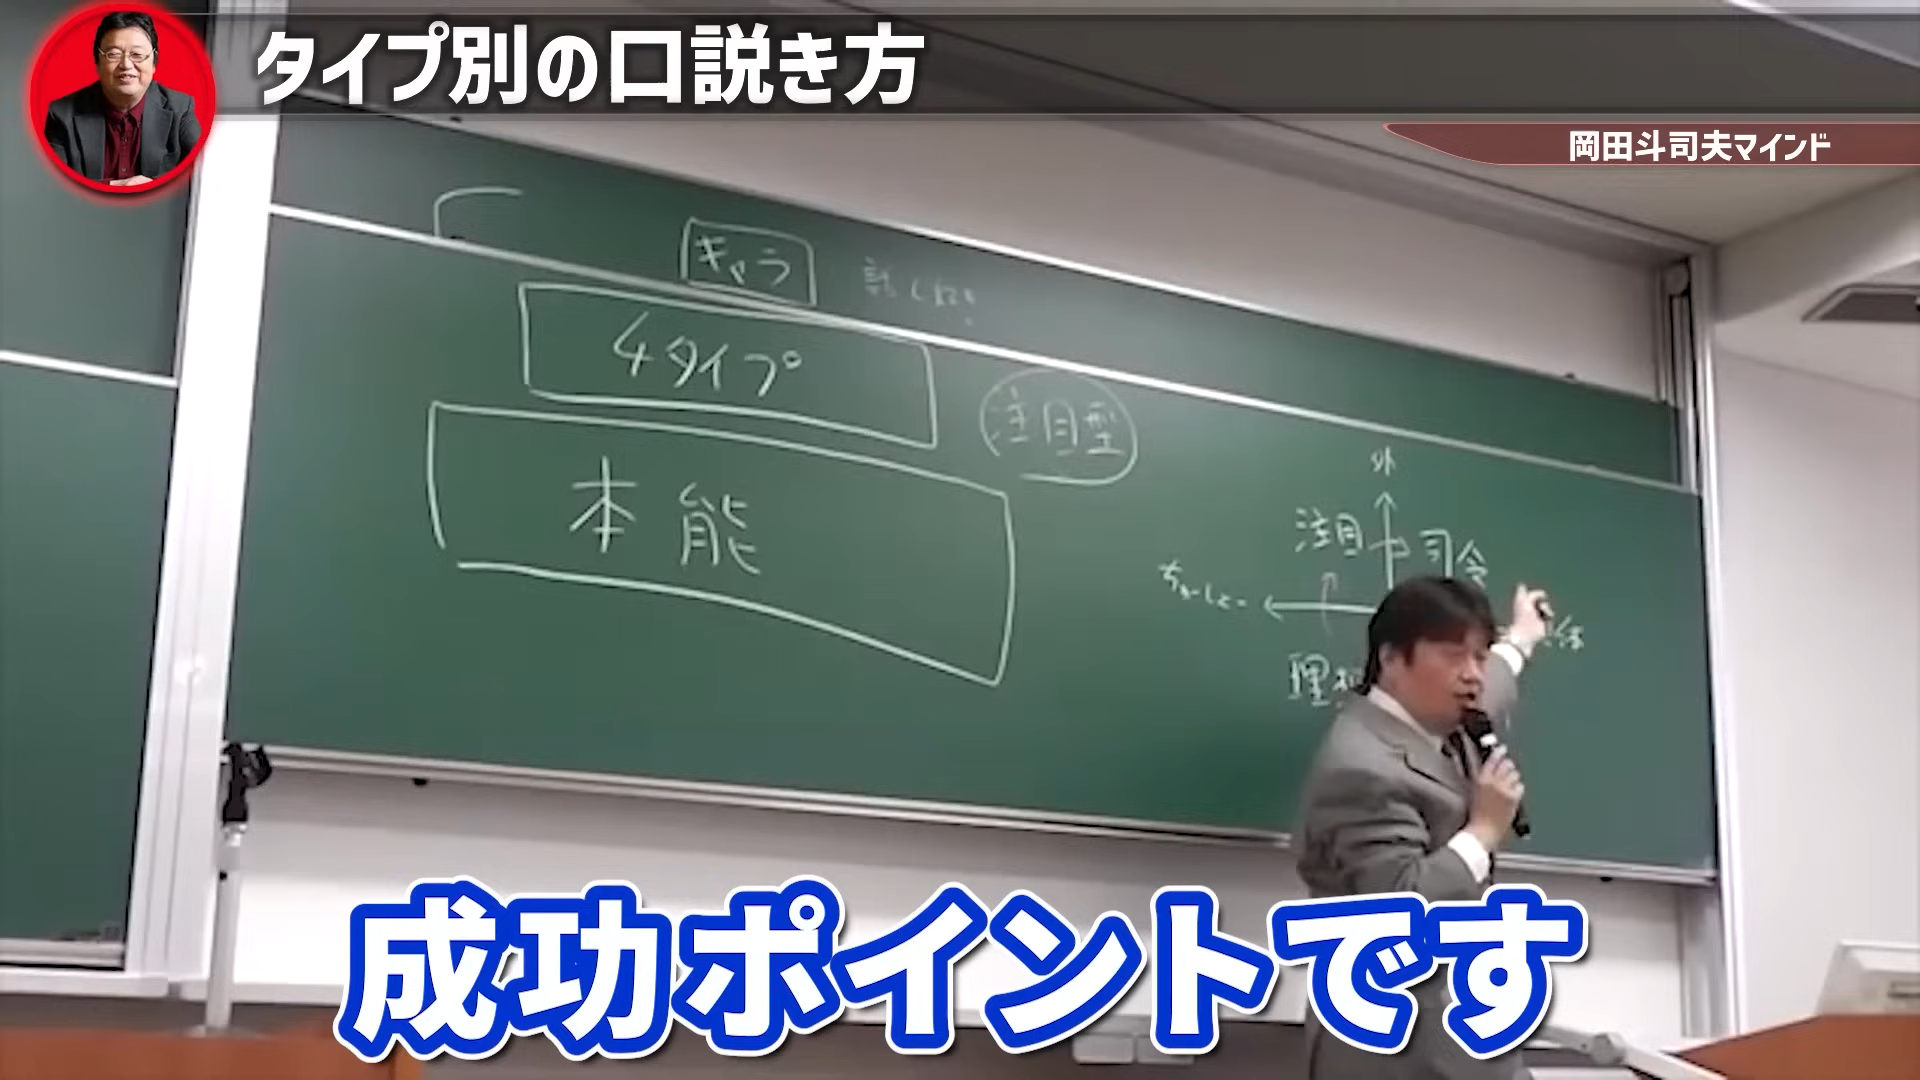 タイプ別の口説き方
岡田斗司夫マインド
キャラ
4タイプ
注目型
本能
外
注目
司令
成功ポイントです